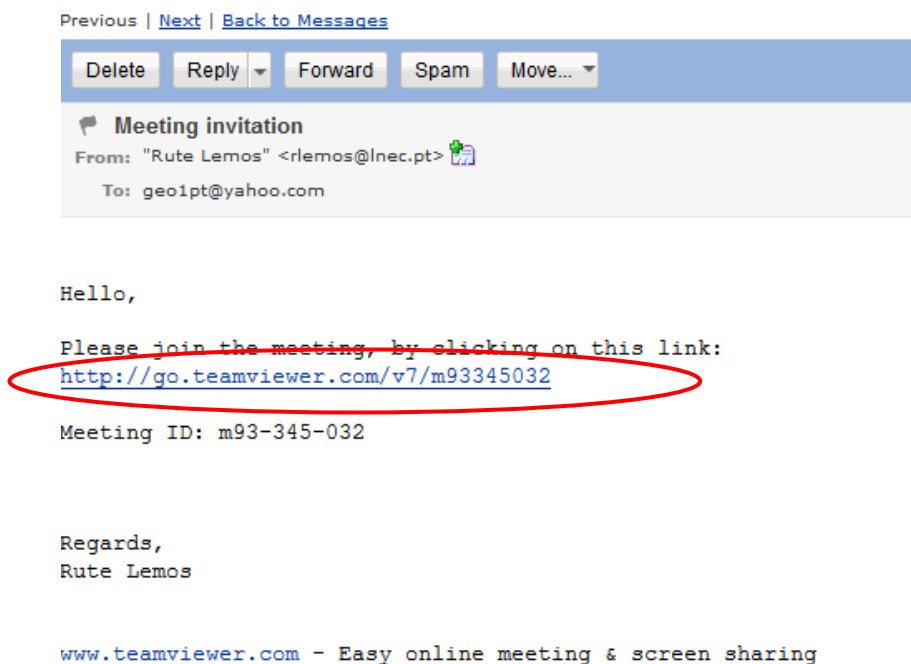 Previous | Next | Back to Messages
Delete Reply Forward Spam Move...
Meeting invitation
From: "Rute Lemos" <rlemos@lnec.pt>
To: geo1pt@yahoo.com
Hello,
Please join the meeting, by clicking on this link:
http://go.teamviewer.com/v7/m93345032
Meeting ID: m93-345-032
Regards,
Rute Lemos
www.teamviewer.com - Easy online meeting & screen sharing